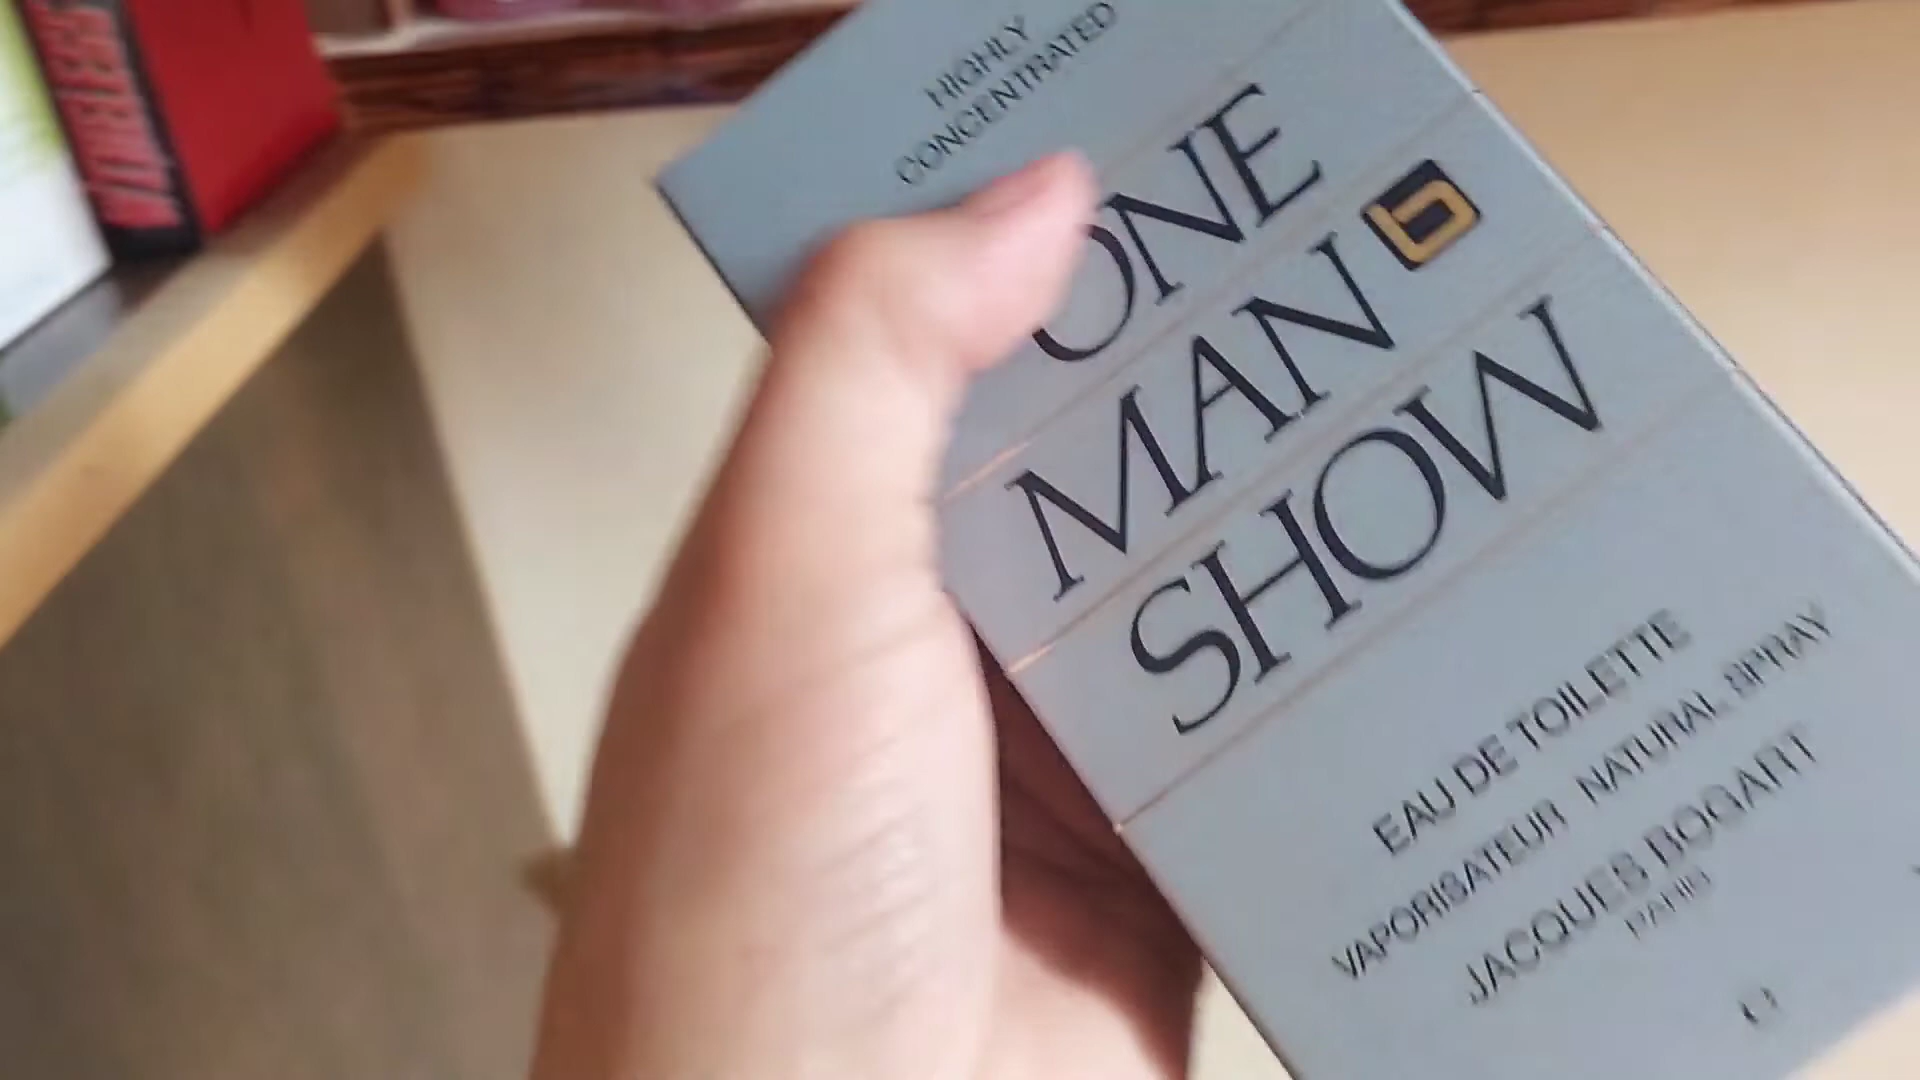 HIGHLY
CONCENTRATED
ONE
MAN
SHOW
EAU DE TOILETTE
VAPORISATEUR NATURAL SPRAY
JACQUES BOGART
PARIS